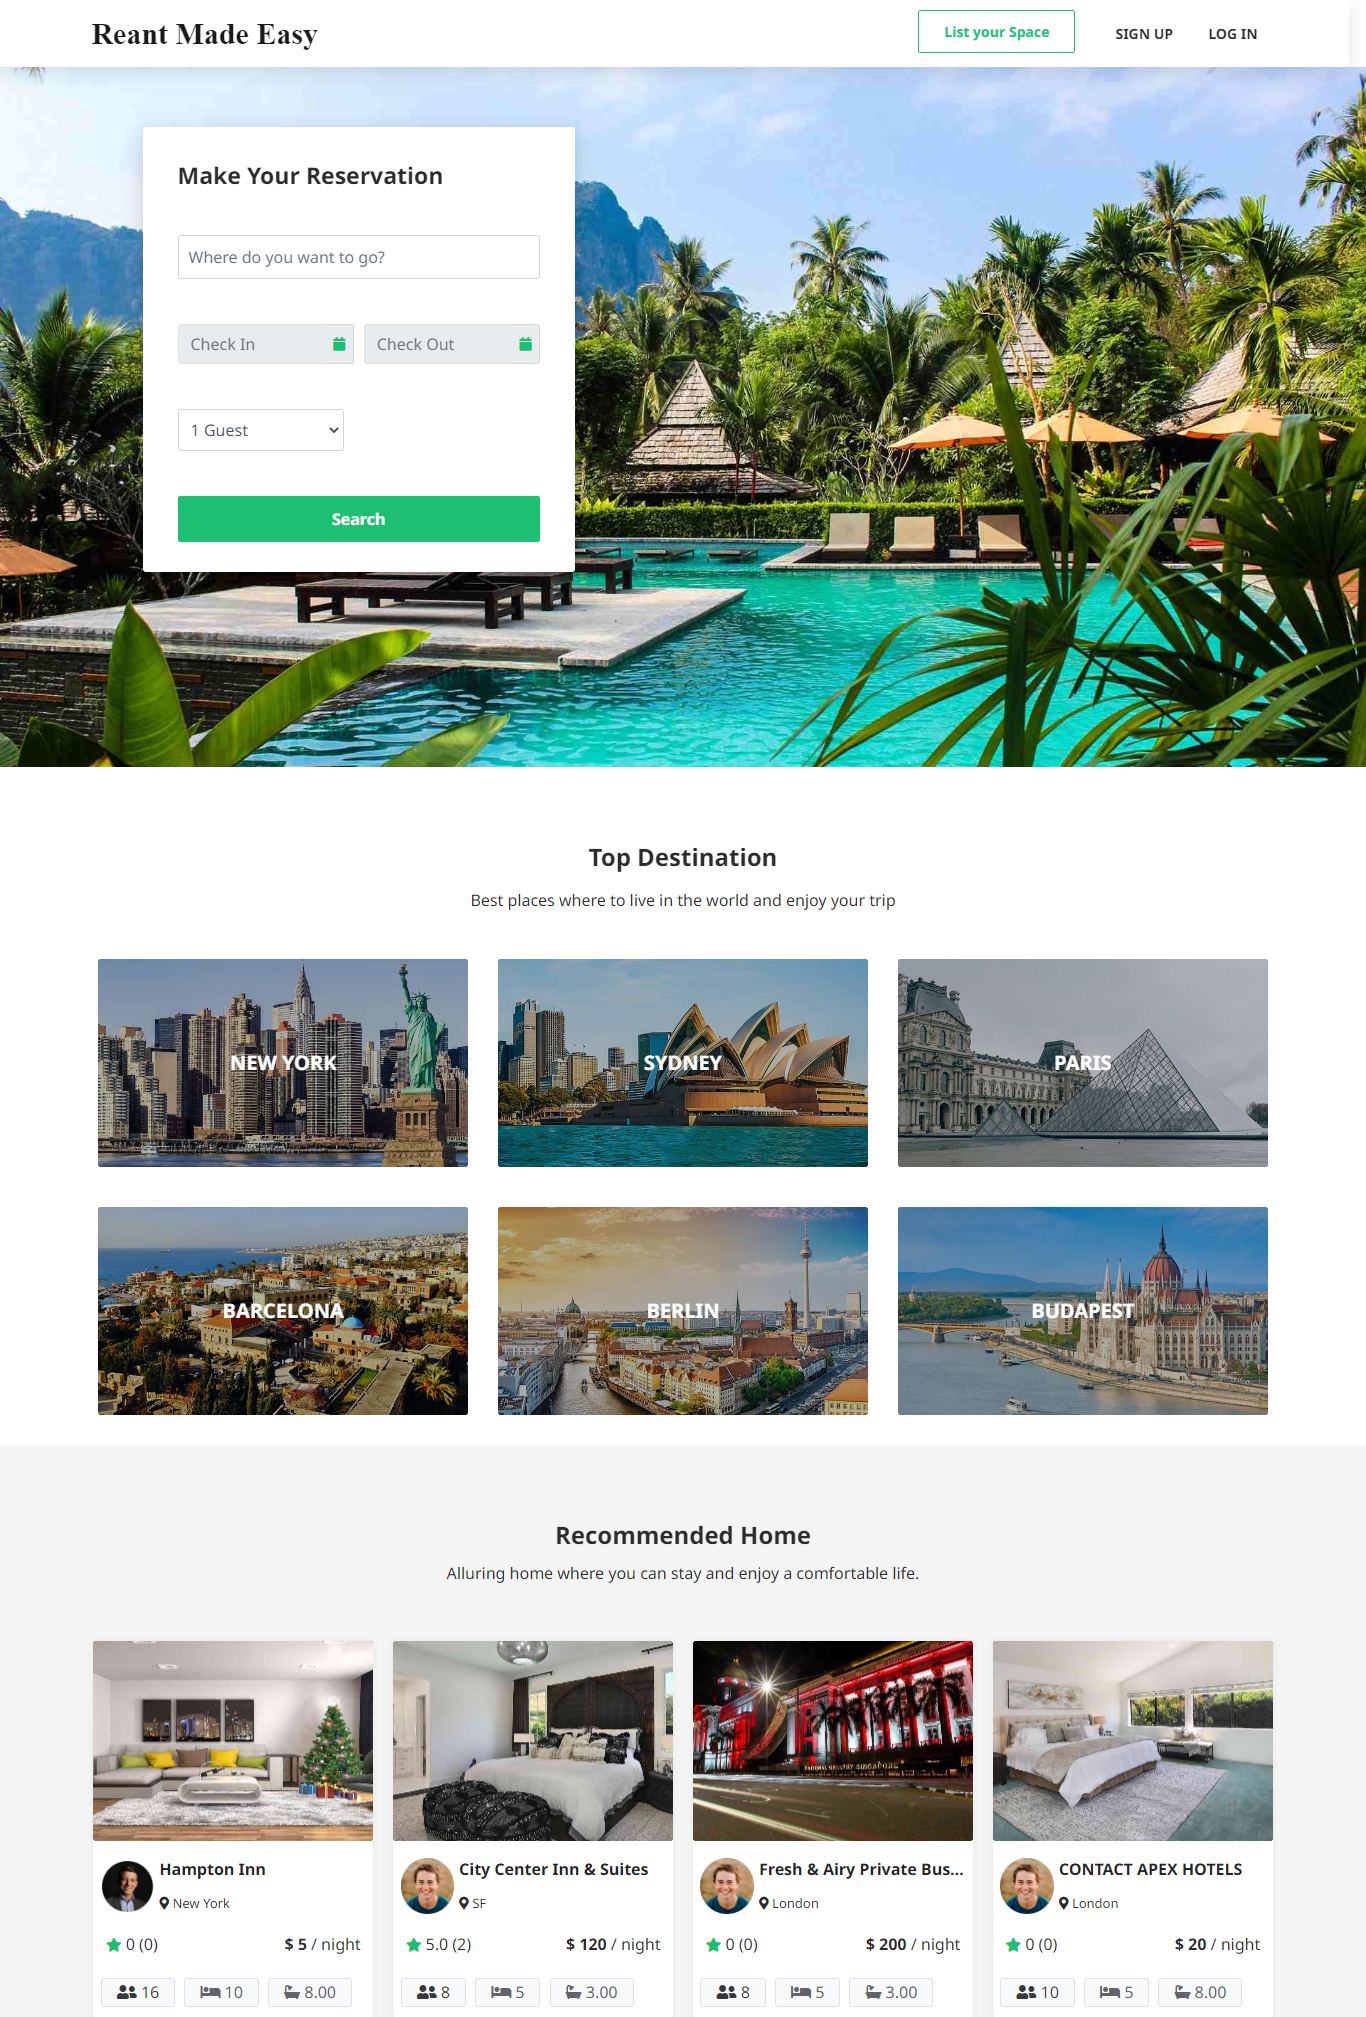 Reant Made Easy
List your Space
SIGN UP
LOG IN
Make Your Reservation
Where do you want to go?
Check In
Check Out
1 Guest
Search
Top Destination
Best places where to live in the world and enjoy your trip
NEW YORK
SYDNEY
PARIS
BARCELONA
BERLIN
BUDAPEST
Recommended Home
Alluring home where you can stay and enjoy a comfortable life.
NATIONAL GALLERY SINGAPORE
Hampton Inn
New York
0 (0)
$ 5 / night
16
10
8.00
City Center Inn & Suites
SF
5.0 (2)
$ 120 / night
8
5
3.00
Fresh & Airy Private Bus...
London
0 (0)
$ 200 / night
8
5
3.00
CONTACT APEX HOTELS
London
0 (0)
$ 20 / night
10
5
8.00